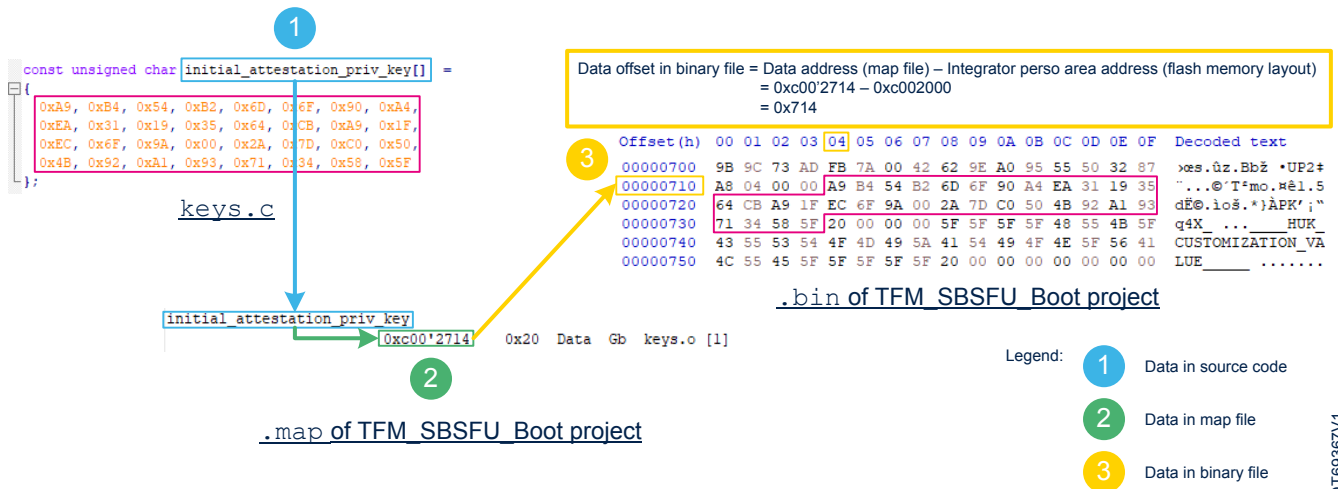 1
const unsigned char initial_attestation_priv_key[] =
{
0xA9, 0xB4, 0x54, 0xB2, 0x6D, 0x6F, 0x90, 0xA4,
0xEA, 0x31, 0x19, 0x35, 0x64, 0xCB, 0xA9, 0x1F,
0xEC, 0x6F, 0x9A, 0x00, 0x2A, 0x7D, 0xC0, 0x50,
0x4B, 0x92, 0xA1, 0x93, 0x71, 0x34, 0x58, 0x5F
};
keys.c
initial_attestation_priv_key
0xc00'2714 0x20 Data Gb keys.o [1]
2
.map of TFM_SBSFU_Boot project
Data offset in binary file = Data address (map file) – Integrator perso area address (flash memory layout)
= 0xc00'2714 – 0xc002000
= 0x714
3
Offset(h) 00 01 02 03 04 05 06 07 08 09 0A 0B 0C 0D 0E 0F Decoded text
00000700 9B 9C 73 AD FB 7A 00 42 62 9E A0 95 55 50 32 87 ›œs.ûz.Bbž •UP2‡
00000710 A8 04 00 00 A9 B4 54 B2 6D 6F 90 A4 EA 31 19 35 ¨...©´T²mo.¤ê1.5
00000720 64 CB A9 1F EC 6F 9A 00 2A 7D C0 50 4B 92 A1 93 dË©.ìoš.*}ÀPK’¡“
00000730 71 34 58 5F 20 00 00 00 5F 5F 5F 5F 48 55 4B 5F q4X_ ...____HUK_
00000740 43 55 53 54 4F 4D 49 5A 41 54 49 4F 4E 5F 56 41 CUSTOMIZATION_VA
00000750 4C 55 45 5F 5F 5F 5F 5F 20 00 00 00 00 00 00 00 LUE_____ .......
.bin of TFM_SBSFU_Boot project
Legend:
1 Data in source code
2 Data in map file
3 Data in binary file